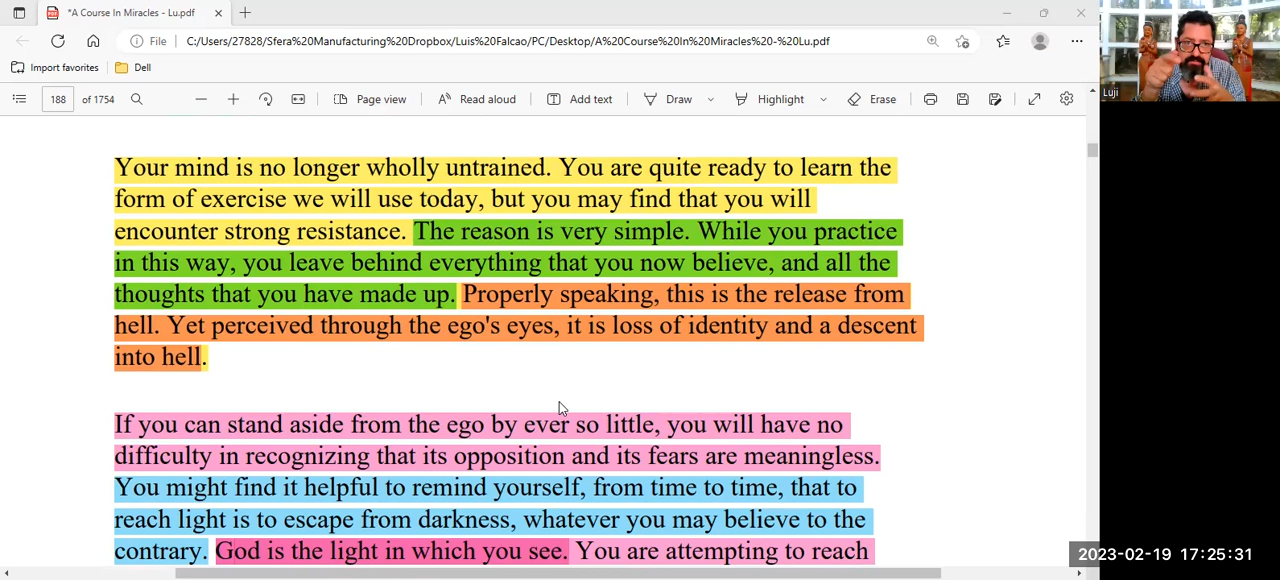 *A Course In Miracles - Lu.pdf
File C:/Users/27828/Sfera%20Manufacturing%20Dropbox/Luis%20Falcao/PC/Desktop/A%20Course%20In%20Miracles%20-%20Lu.pdf
Import favorites Dell
188 of 1754 Page view Read aloud Add text Draw Highlight Erase
Luji
Your mind is no longer wholly untrained. You are quite ready to learn the
form of exercise we will use today, but you may find that you will
encounter strong resistance. The reason is very simple. While you practice
in this way, you leave behind everything that you now believe, and all the
thoughts that you have made up. Properly speaking, this is the release from
hell. Yet perceived through the ego's eyes, it is loss of identity and a descent
into hell.
If you can stand aside from the ego by ever so little, you will have no
difficulty in recognizing that its opposition and its fears are meaningless.
You might find it helpful to remind yourself, from time to time, that to
reach light is to escape from darkness, whatever you may believe to the
contrary. God is the light in which you see. You are attempting to reach
2023-02-19 17:25:31